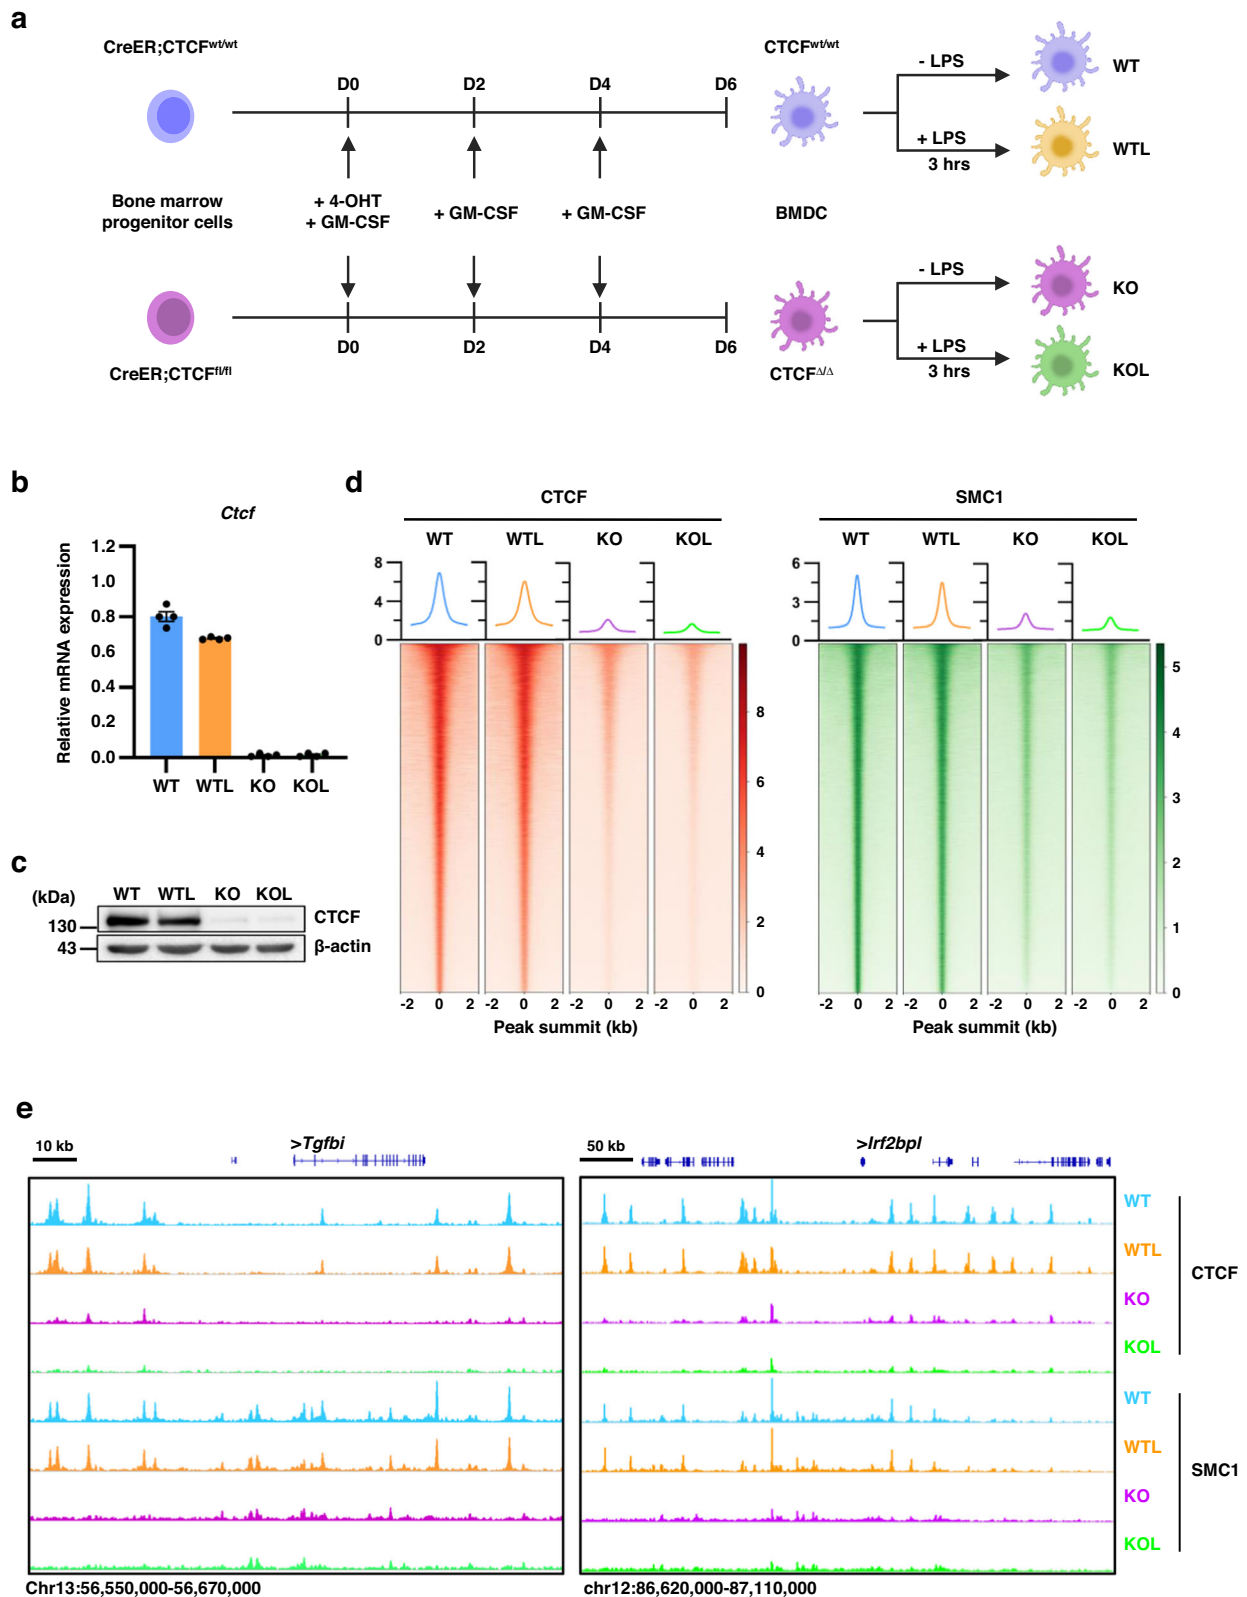 a
CreER;CTCFwt/wt
CTCFwt/wt
D0 D2 D4 D6
- LPS
WT
+ LPS
3 hrs
WTL
Bone marrow
progenitor cells
+ 4-OHT
+ GM-CSF
+ GM-CSF
+ GM-CSF
BMDC
- LPS
KO
+ LPS
3 hrs
KOL
D0 D2 D4 D6
CreER;CTCFfl/fl
CTCFΔ/Δ
b
Ctcf
Relative mRNA expression
1.2
1.0
0.8
0.6
0.4
0.2
0.0
WT WTL KO KOL
c
(kDa)
WT WTL KO KOL
130
CTCF
43
β-actin
d
CTCF
WT WTL KO KOL
8
4
0
8
6
4
2
0
-2 0 2 -2 0 2 -2 0 2 -2 0 2
Peak summit (kb)
SMC1
WT WTL KO KOL
6
3
0
5
4
3
2
1
0
-2 0 2 -2 0 2 -2 0 2 -2 0 2
Peak summit (kb)
e
10 kb
>Tgfbi
50 kb
>Irf2bpl
WT
WTL
KO
KOL
CTCF
WT
WTL
KO
KOL
SMC1
Chr13:56,550,000-56,670,000
chr12:86,620,000-87,110,000